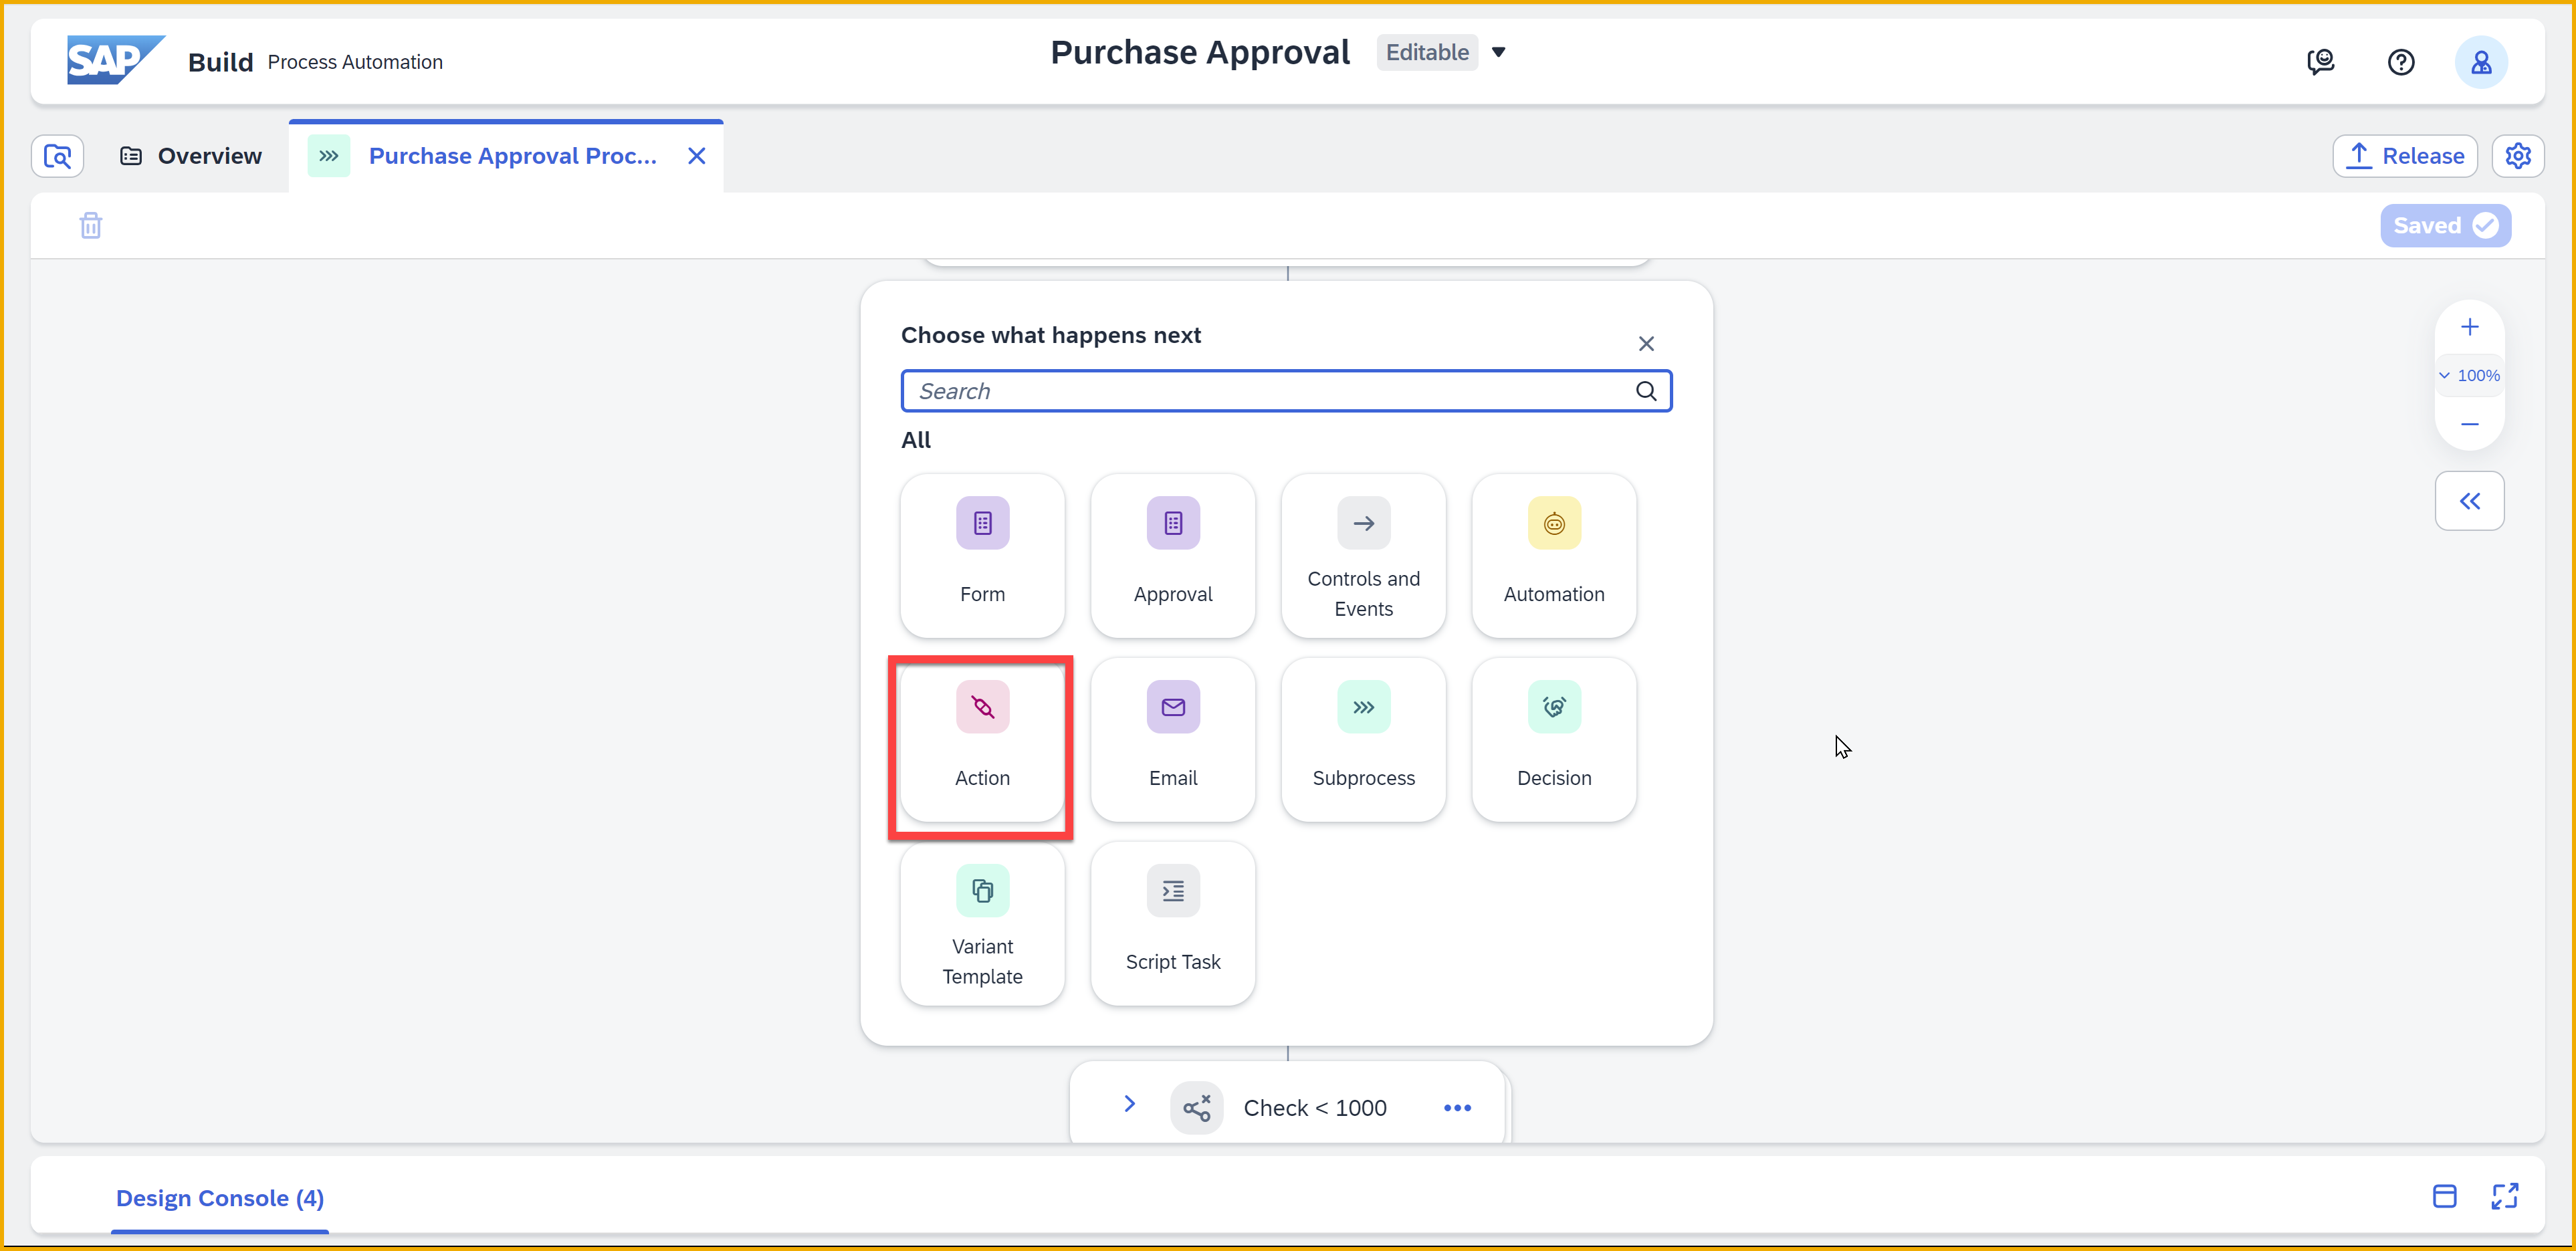 SAP Build Process Automation
Purchase Approval Editable
Overview
Purchase Approval Proc...
Release
Saved
Choose what happens next
Search
100%
All
Form
Approval
Controls and
Events
Automation
Action
Email
Subprocess
Decision
Variant
Template
Script Task
Check < 1000
Design Console (4)